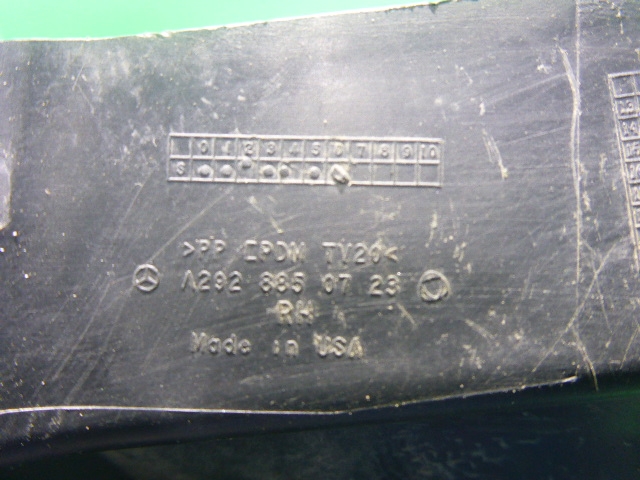 0 1 2 3 4 5 6 7 8 9 10
S
>PP EPDM TV20<
A292 885 07 23
RH
Made in USA